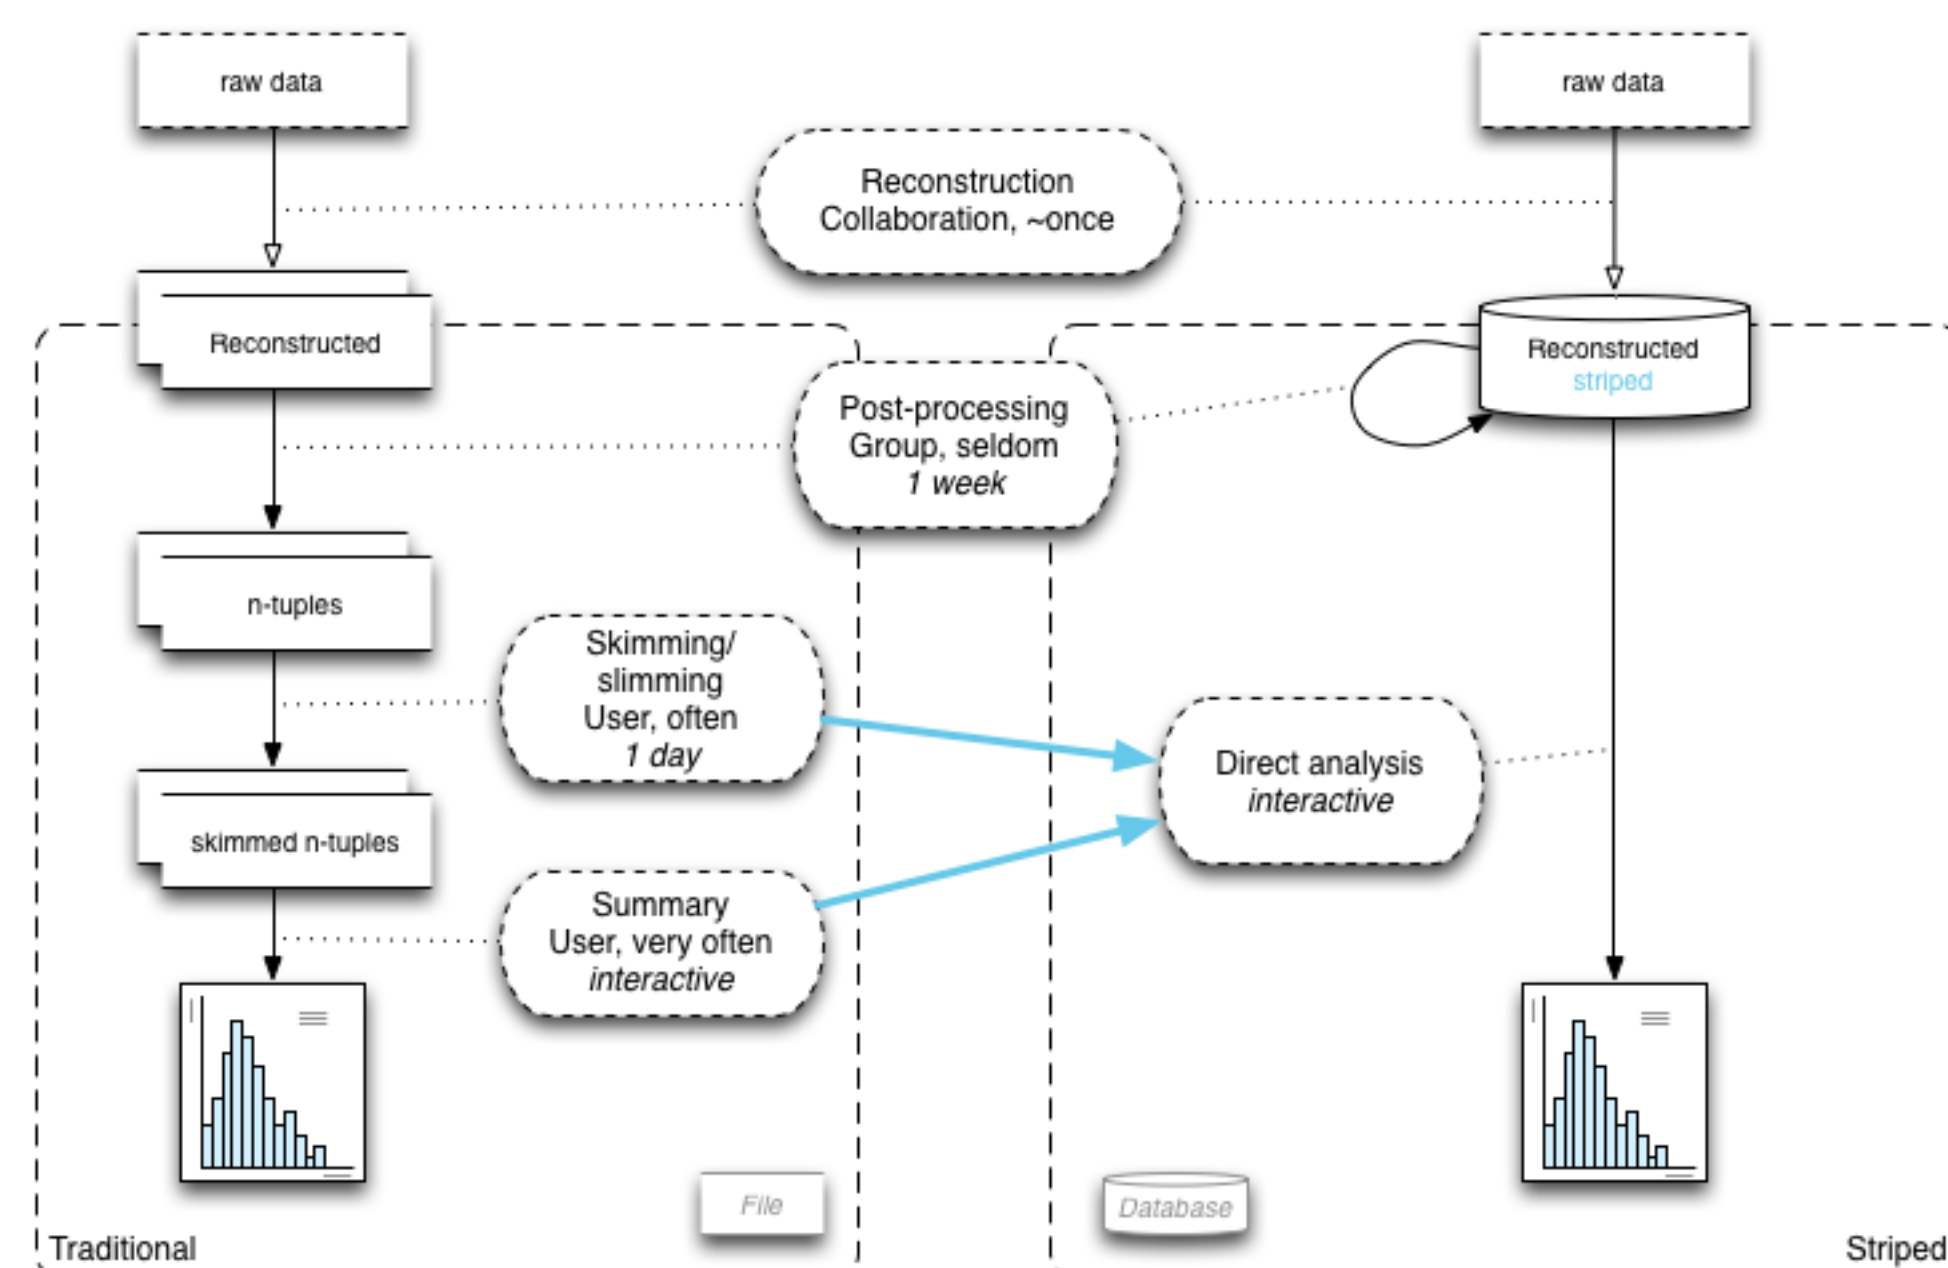 raw data
raw data
Reconstruction
Collaboration, ~once
Reconstructed
Reconstructed
striped
Post-processing
Group, seldom
1 week
n-tuples
Skimming/
slimming
User, often
1 day
Direct analysis
interactive
skimmed n-tuples
Summary
User, very often
interactive
File
Database
Traditional
Striped